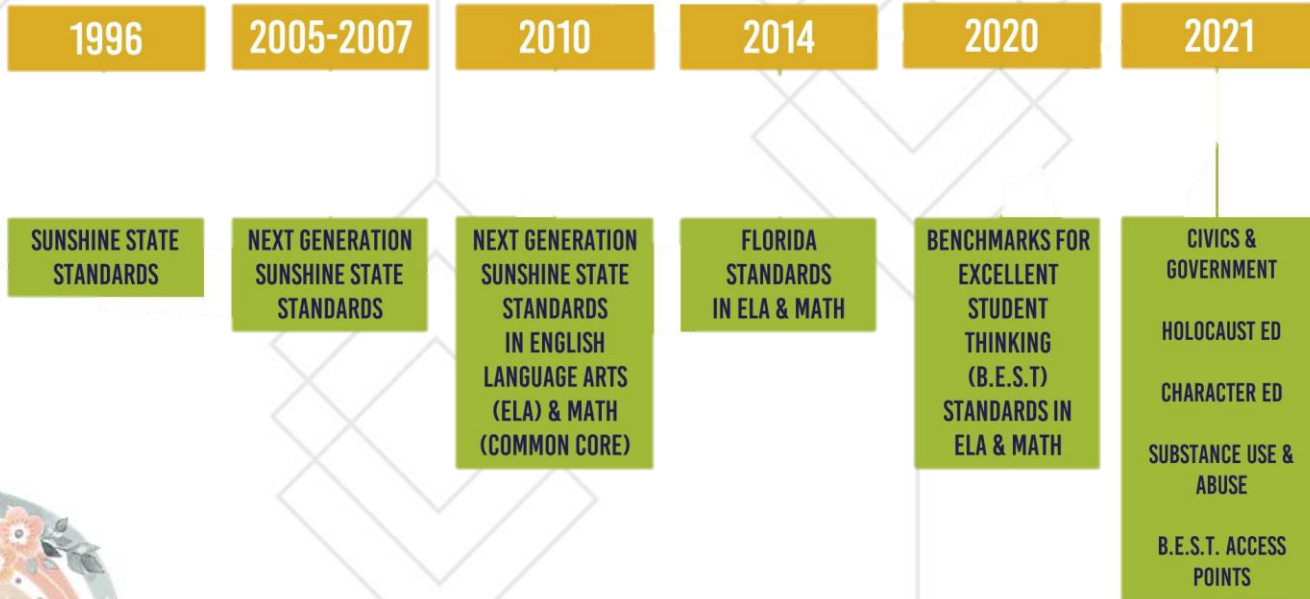 1996
2005-2007
2010
2014
2020
2021
SUNSHINE STATE
STANDARDS
NEXT GENERATION
SUNSHINE STATE
STANDARDS
NEXT GENERATION
SUNSHINE STATE
STANDARDS
IN ENGLISH
LANGUAGE ARTS
(ELA) & MATH
(COMMON CORE)
FLORIDA
STANDARDS
IN ELA & MATH
BENCHMARKS FOR
EXCELLENT
STUDENT
THINKING
(B.E.S.T)
STANDARDS IN
ELA & MATH
CIVICS &
GOVERNMENT
HOLOCAUST ED
CHARACTER ED
SUBSTANCE USE &
ABUSE
B.E.S.T. ACCESS
POINTS